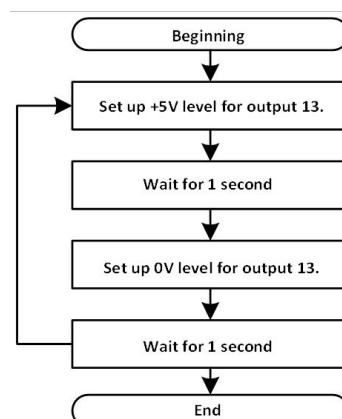 Beginning
Set up +5V level for output 13.
Wait for 1 second
Set up 0V level for output 13.
Wait for 1 second
End